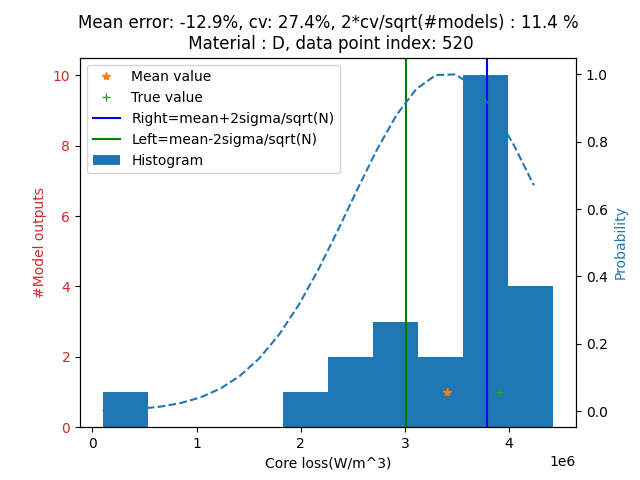 Mean error: -12.9%, cv: 27.4%, 2*cv/sqrt(#models) : 11.4 %
Material : D, data point index: 520
Mean value
True value
Right=mean+2sigma/sqrt(N)
Left=mean-2sigma/sqrt(N)
Histogram
#Model outputs
10
8
6
4
2
0
1.0
0.8
0.6
0.4
0.2
0.0
Probability
0 1 2 3 4
1e6
Core loss(W/m^3)